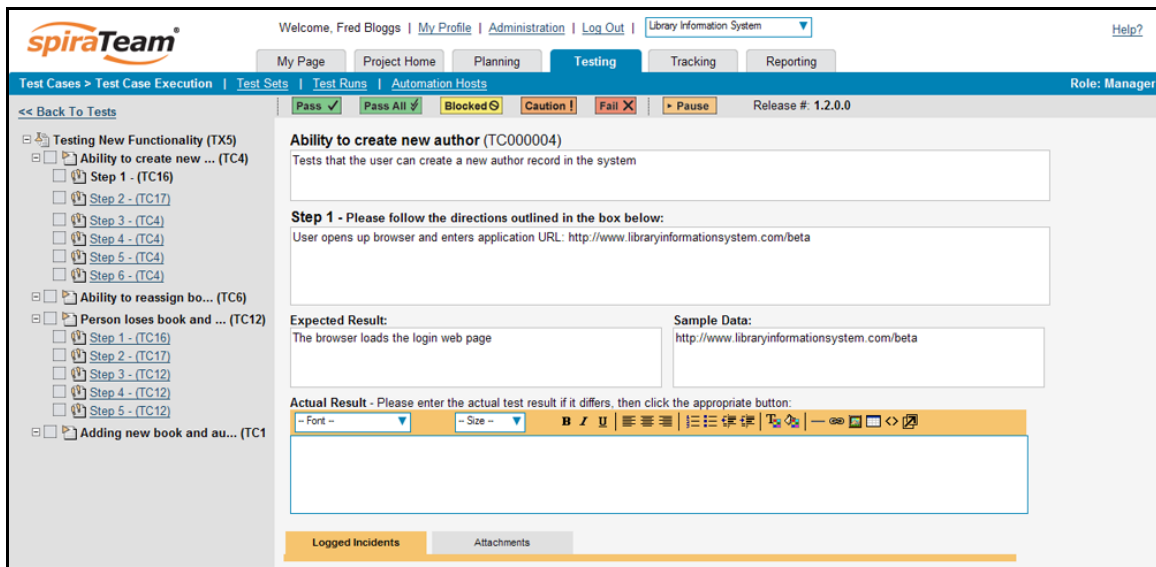 spiraTeam®
Welcome, Fred Bloggs | My Profile | Administration | Log Out | Library Information System Help?
My Page Project Home Planning Testing Tracking Reporting
Test Cases > Test Case Execution | Test Sets | Test Runs | Automation Hosts Role: Manager
<< Back To Tests
Pass Pass All Blocked Caution ! Fail X Pause Release #: 1.2.0.0
Testing New Functionality (TX5)
Ability to create new ... (TC4)
Step 1 - (TC16)
Step 2 - (TC17)
Step 3 - (TC4)
Step 4 - (TC4)
Step 5 - (TC4)
Step 6 - (TC4)
Ability to reassign bo... (TC6)
Person loses book and ... (TC12)
Step 1 - (TC16)
Step 2 - (TC17)
Step 3 - (TC12)
Step 4 - (TC12)
Step 5 - (TC12)
Adding new book and au... (TC1
Ability to create new author (TC000004)
Tests that the user can create a new author record in the system
Step 1 - Please follow the directions outlined in the box below:
User opens up browser and enters application URL: http://www.libraryinformationsystem.com/beta
Expected Result: Sample Data:
The browser loads the login web page http://www.libraryinformationsystem.com/beta
Actual Result - Please enter the actual test result if it differs, then click the appropriate button:
-- Font -- -- Size -- B I U
Logged Incidents Attachments